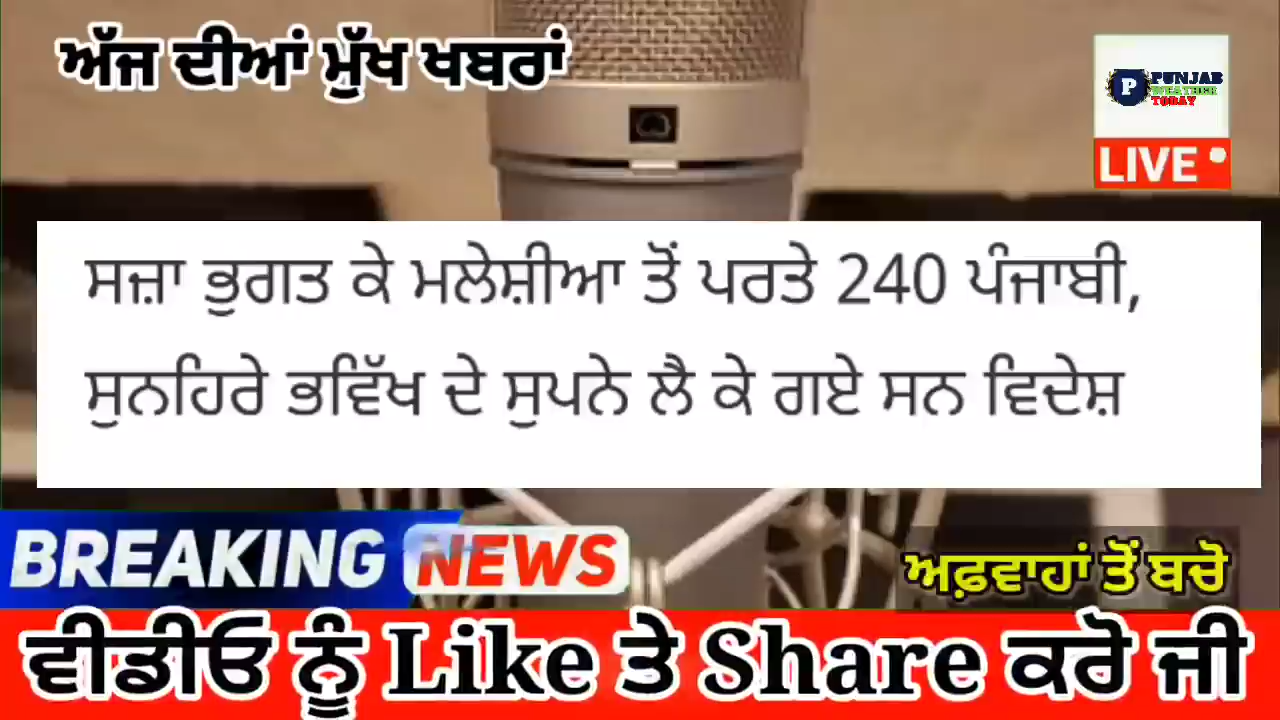 ਅੱਜ ਦੀਆਂ ਮੁੱਖ ਖਬਰਾਂ
PUNJAB
WEATHER
TODAY
LIVE
ਸਜ਼ਾ ਭੁਗਤ ਕੇ ਮਲੇਸ਼ੀਆ ਤੋਂ ਪਰਤੇ 240 ਪੰਜਾਬੀ,
ਸੁਨਹਿਰੇ ਭਵਿੱਖ ਦੇ ਸੁਪਨੇ ਲੈ ਕੇ ਗਏ ਸਨ ਵਿਦੇਸ਼
BREAKING NEWS
ਅਫ਼ਵਾਹਾਂ ਤੋਂ ਬਚੋ
ਵੀਡੀਓ ਨੂੰ Like ਤੇ Share ਕਰੋ ਜੀ